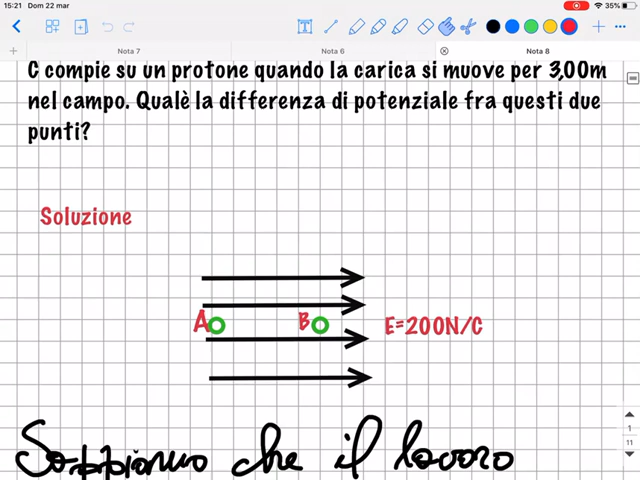 15:21 Dom 22 mar 35%
Nota 7 Nota 6 Nota 8
C compie su un protone quando la carica si muove per 3,00m
nel campo. Qualè la differenza di potenziale fra questi due
punti?
Soluzione
A B E=200N/C
Sappiamo che il lavoro
1
11